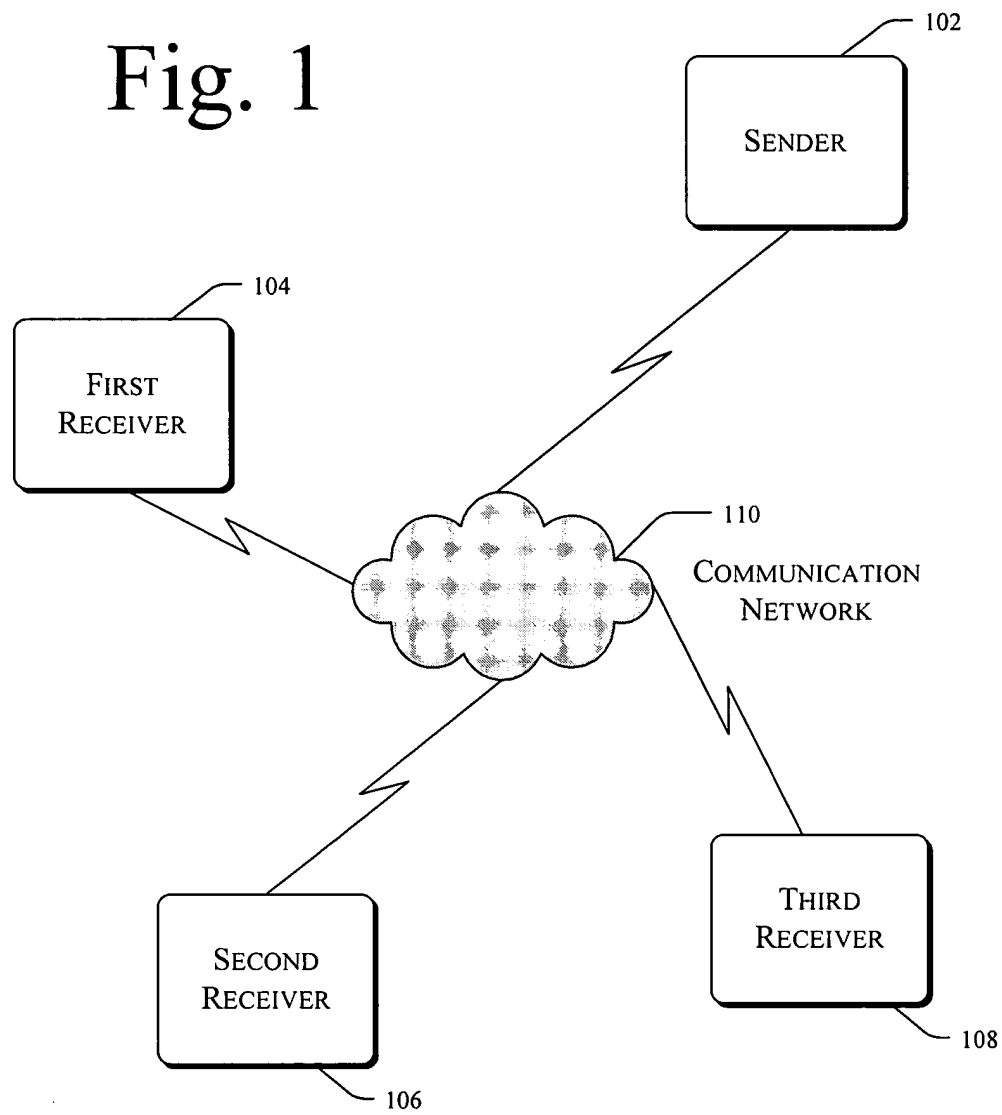 Fig. 1
102
SENDER
104
FIRST
RECEIVER
110
COMMUNICATION
NETWORK
THIRD
RECEIVER
108
SECOND
RECEIVER
106